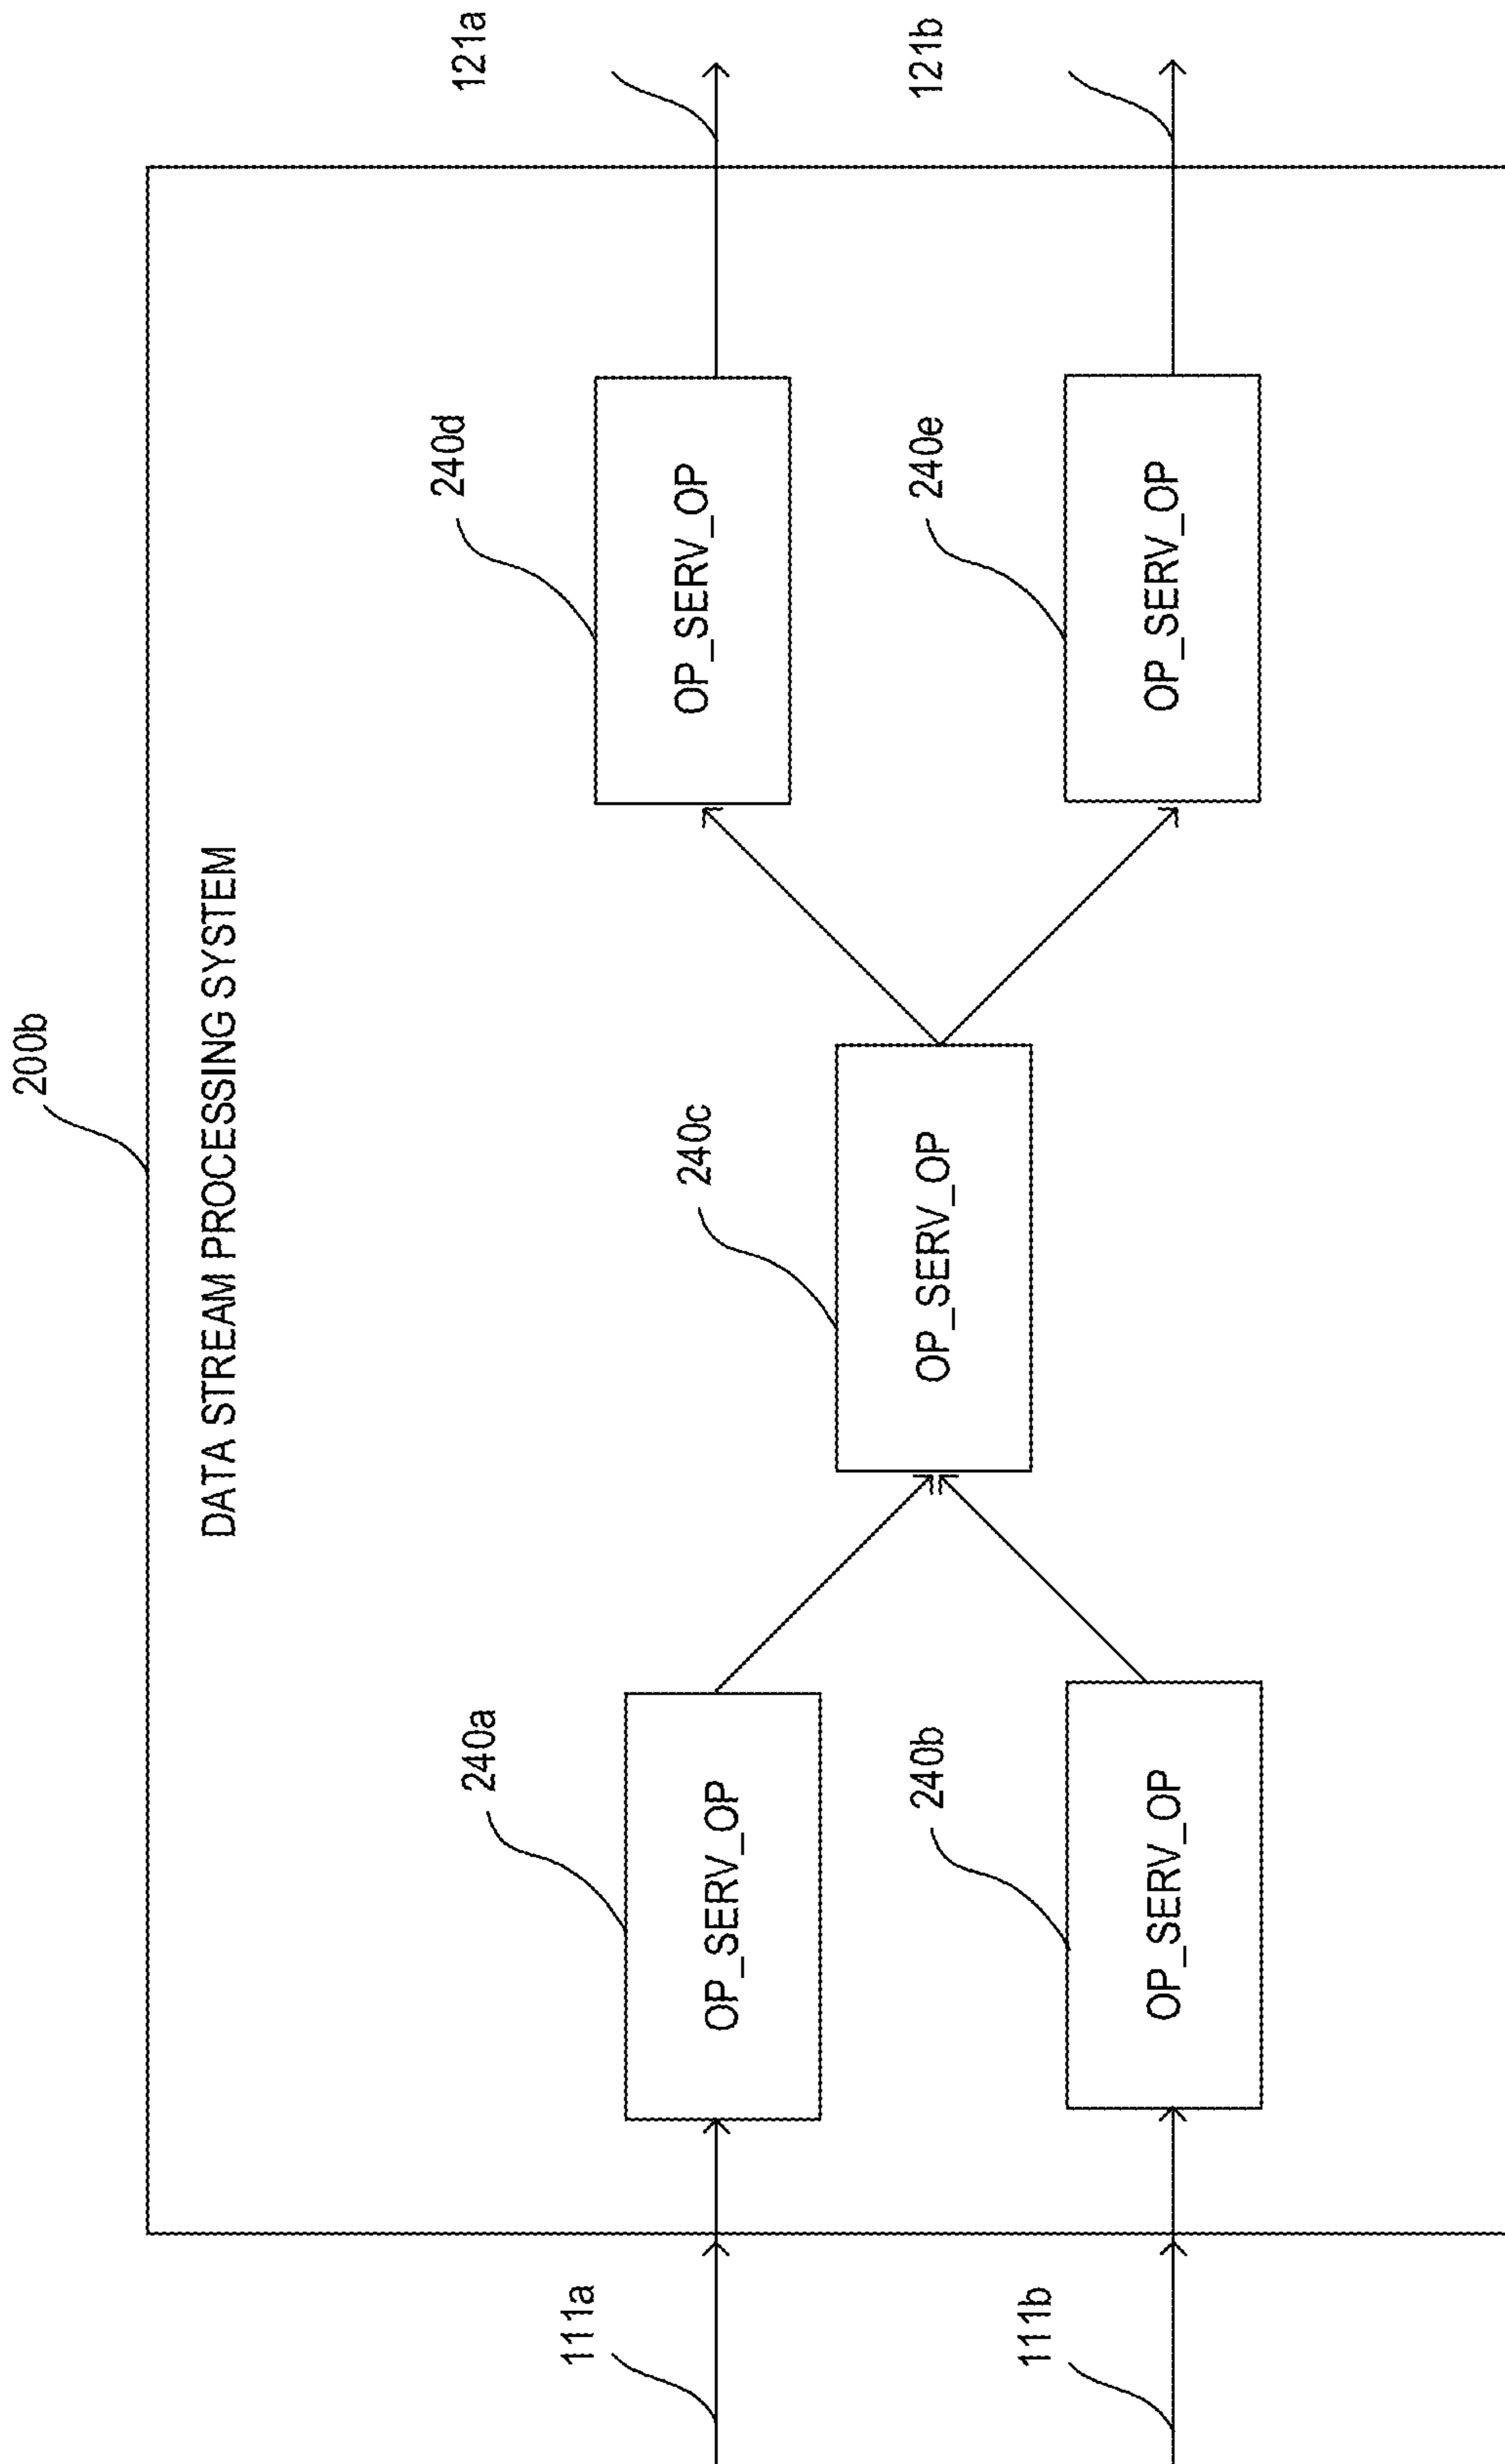 200b
DATA STREAM PROCESSING SYSTEM
111a
240a
OP_SERV_OP
240c
OP_SERV_OP
240d
OP_SERV_OP
121a
111b
240b
OP_SERV_OP
240e
OP_SERV_OP
121b